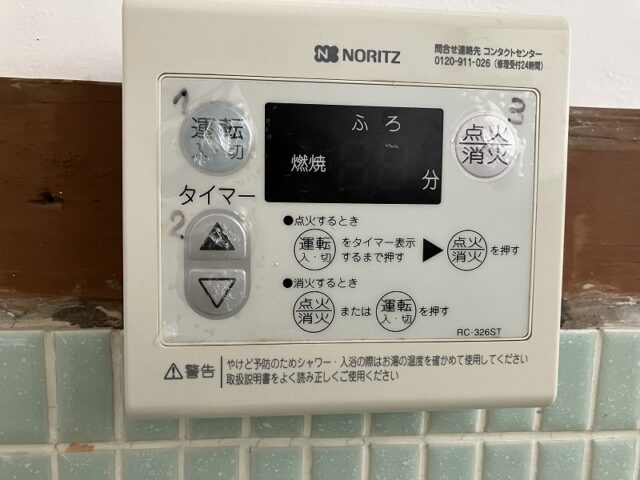 NORITZ
問合せ連絡先 コンタクトセンター
0120-911-026（修理受付24時間）
1
運転
入・切
ふろ
燃焼
分
3
点火
消火
タイマー
2
●点火するとき
運転
入・切
をタイマー表示
するまで押す
▶
点火
消火
を押す
●消火するとき
点火
消火
または
運転
入・切
を押す
RC-326ST
⚠警告
やけど予防のためシャワー・入浴の際はお湯の温度を確かめて使用してください
取扱説明書をよく読み正しくご使用ください